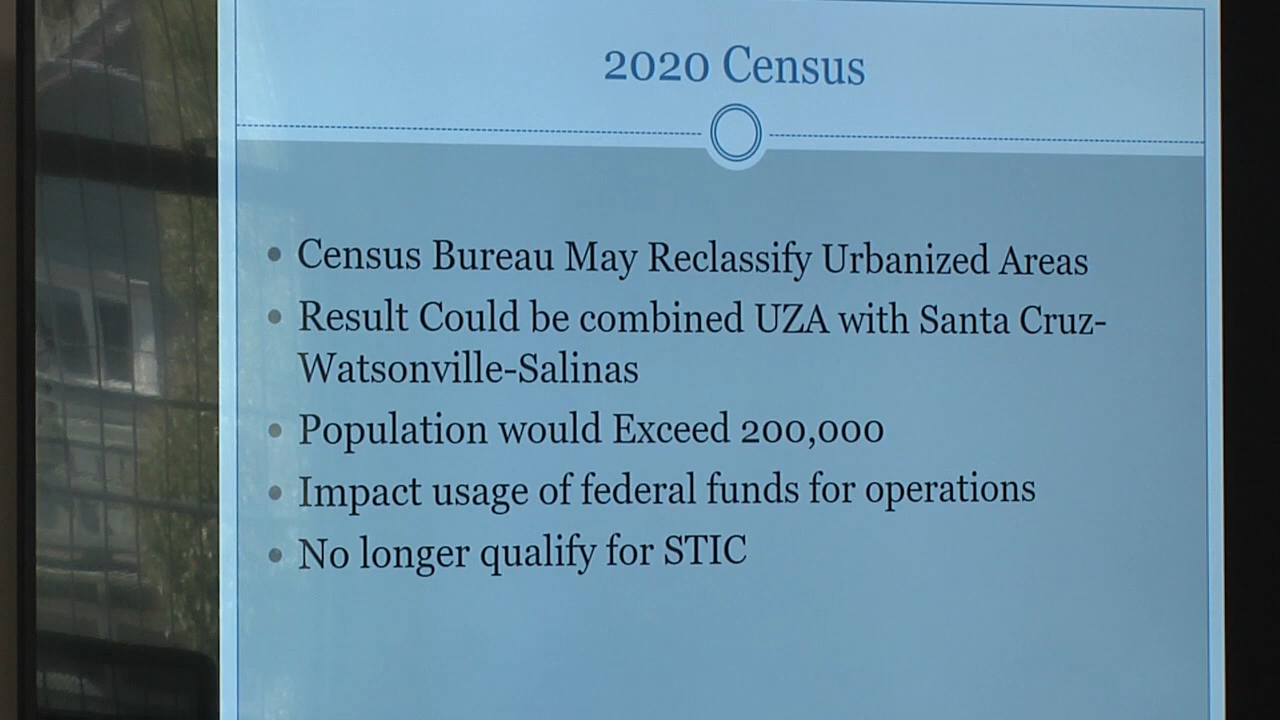 2020 Census
• Census Bureau May Reclassify Urbanized Areas
• Result Could be combined UZA with Santa Cruz-
Watsonville-Salinas
• Population would Exceed 200,000
• Impact usage of federal funds for operations
• No longer qualify for STIC